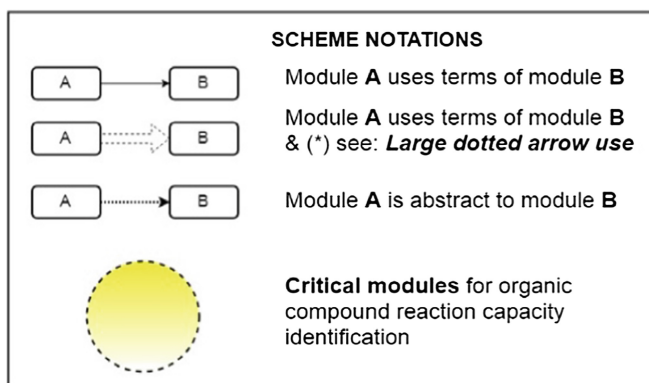 SCHEME NOTATIONS
A B Module A uses terms of module B
A B Module A uses terms of module B
& (*) see: Large dotted arrow use
A B Module A is abstract to module B
Critical modules for organic
compound reaction capacity
identification